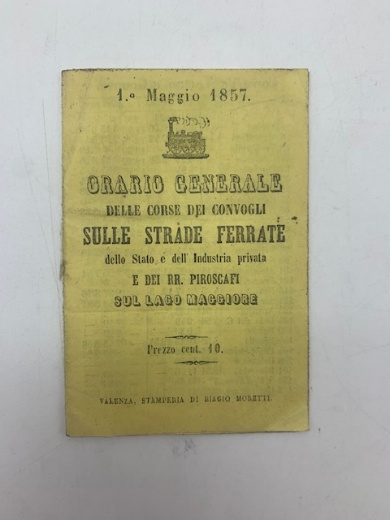 1.º Maggio 1857.
ORARIO GENERALE
DELLE CORSE DEI CONVOGLI
SULLE STRADE FERRATE
dello Stato e dell' Industria privata
E DEI RR. PIROSCAFI
SUL LAGO MAGGIORE
Prezzo cent. 10.
VALENZA, STAMPERIA DI BIAGIO MORETTI.